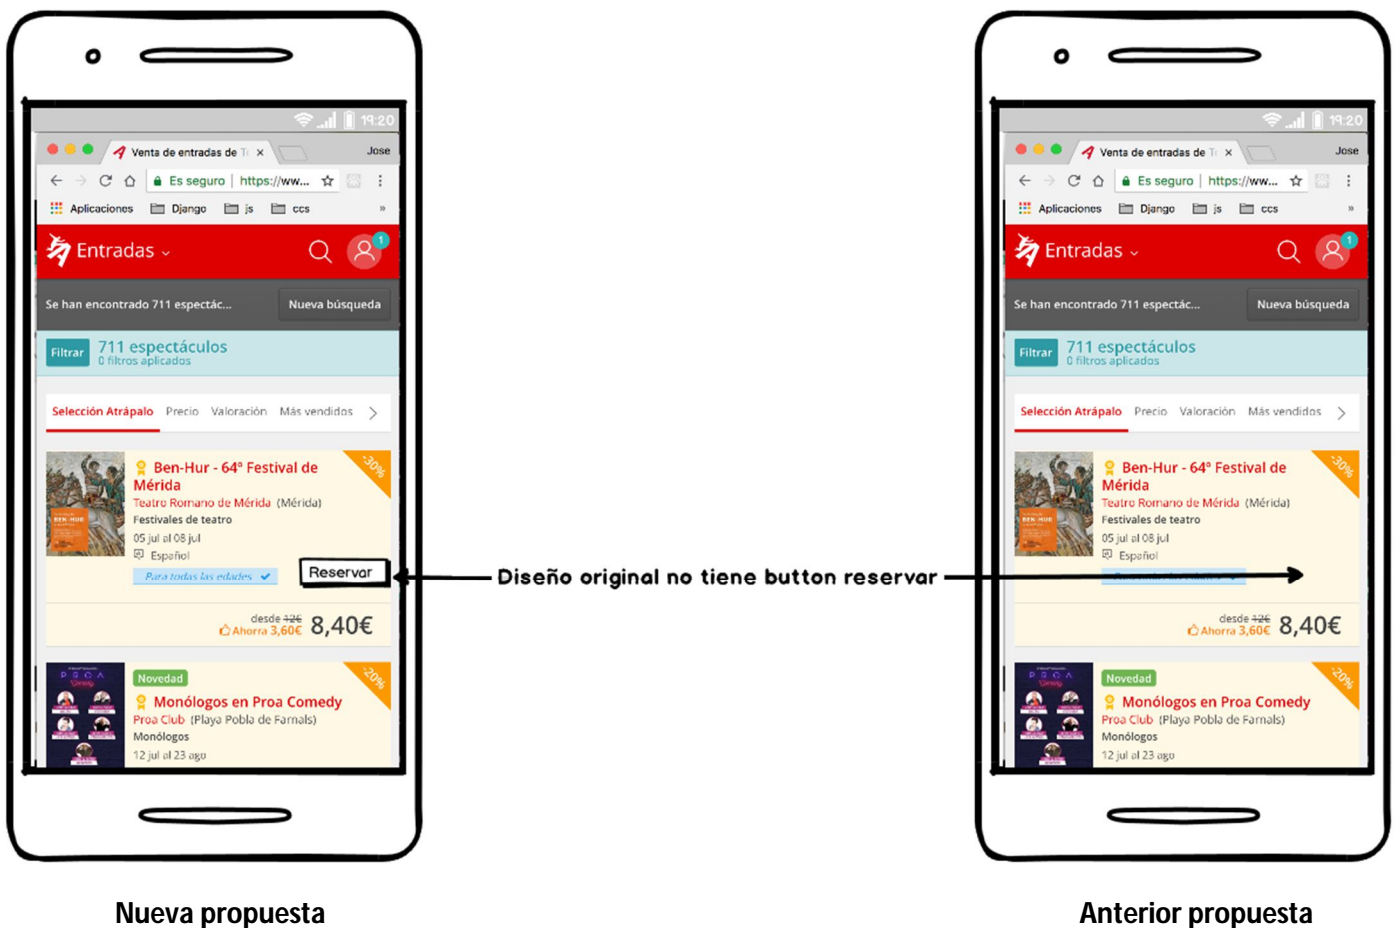 19:20
Venta de entradas de T
Jose
Es seguro | https://ww...
Aplicaciones Django js ccs »
Entradas
1
Se han encontrado 711 espectác...
Nueva búsqueda
Filtrar
711 espectáculos
0 filtros aplicados
Selección Atrápalo Precio Valoración Más vendidos
-30%
Ben-Hur - 64º Festival de
Mérida
Teatro Romano de Mérida (Mérida)
Festivales de teatro
05 jul al 08 jul
Español
BEN-HUR
Para todas las edades
Reservar
desde 12€
Ahorra 3,60€ 8,40€
-20%
PROA
Novedad
Monólogos en Proa Comedy
Proa Club (Playa Pobla de Farnals)
Monólogos
12 jul al 23 ago
Nueva propuesta
Diseño original no tiene button reservar
19:20
Venta de entradas de T
Jose
Es seguro | https://ww...
Aplicaciones Django js ccs »
Entradas
1
Se han encontrado 711 espectác...
Nueva búsqueda
Filtrar
711 espectáculos
0 filtros aplicados
Selección Atrápalo Precio Valoración Más vendidos
-30%
Ben-Hur - 64º Festival de
Mérida
Teatro Romano de Mérida (Mérida)
Festivales de teatro
05 jul al 08 jul
Español
BEN-HUR
desde 12€
Ahorra 3,60€ 8,40€
-20%
PROA
Novedad
Monólogos en Proa Comedy
Proa Club (Playa Pobla de Farnals)
Monólogos
12 jul al 23 ago
Anterior propuesta